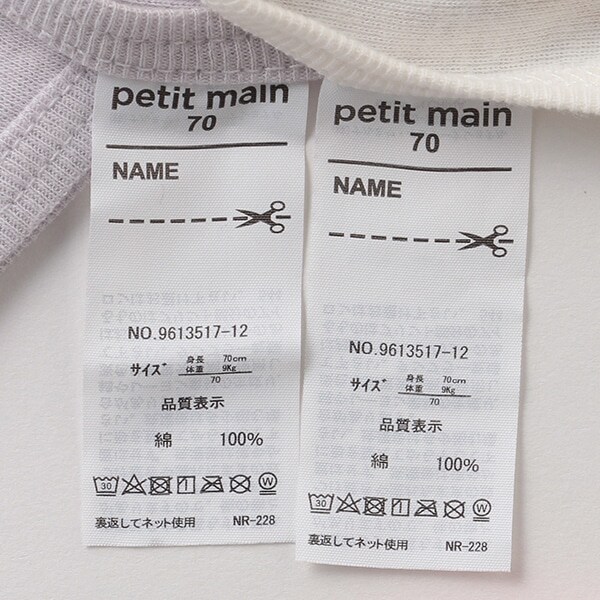 petit main
70
NAME
NO.9613517-12
サイズ 身長 70cm
体重 9Kg
70
品質表示
綿 100%
30 W
裏返してネット使用 NR-228
petit main
70
NAME
NO.9613517-12
サイズ 身長 70cm
体重 9Kg
70
品質表示
綿 100%
30 W
裏返してネット使用 NR-228